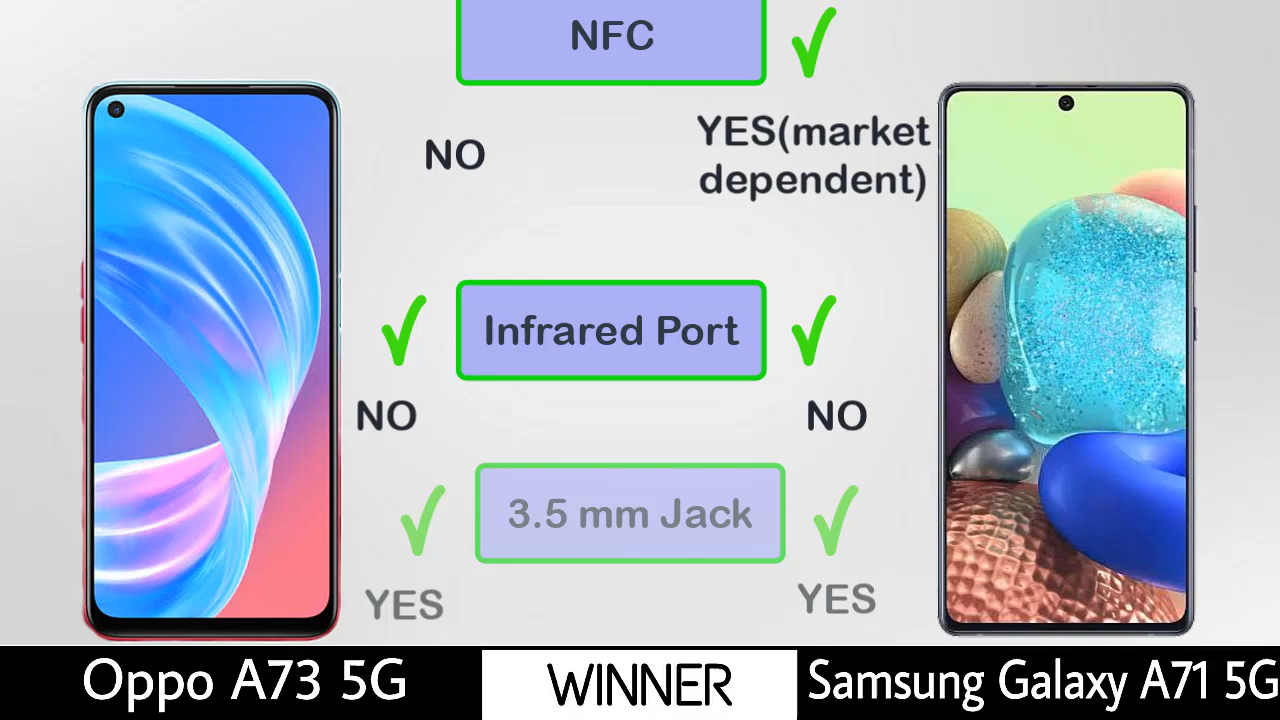 NFC
NO
YES(market
dependent)
Infrared Port
NO
NO
3.5 mm Jack
YES
YES
Oppo A73 5G
WINNER
Samsung Galaxy A71 5G